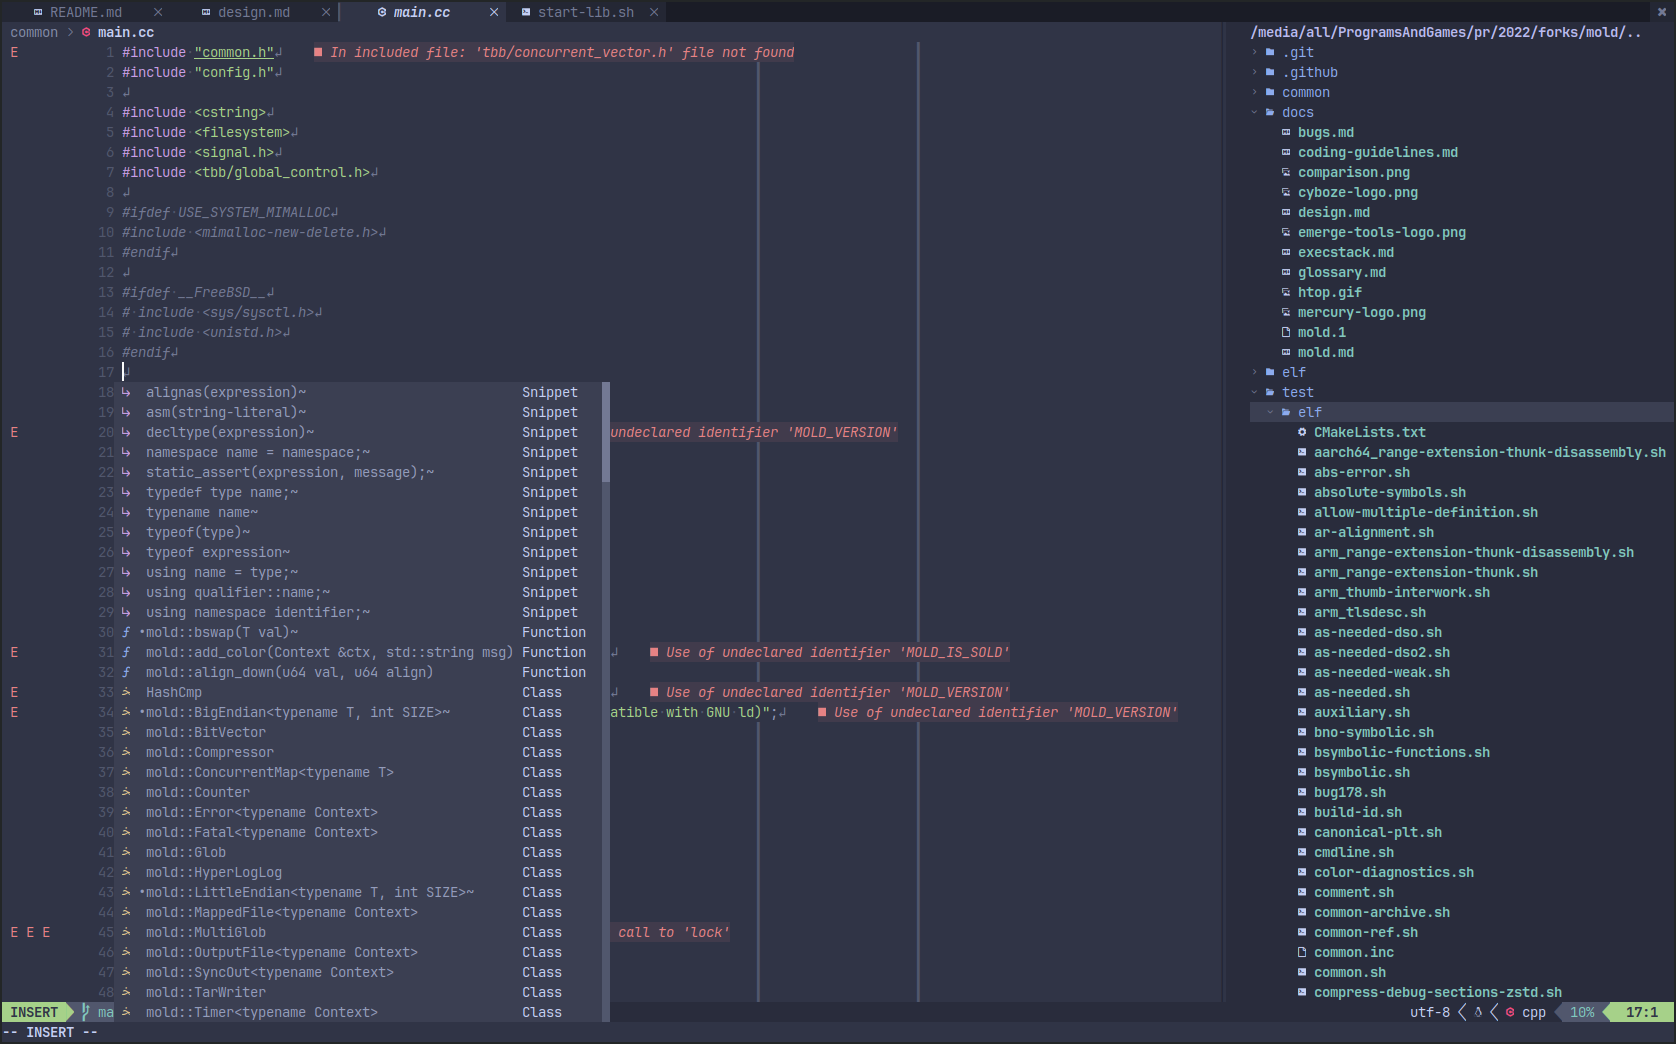 README.md × design.md × main.cc × start-lib.sh ×
common > main.cc
E 1 #include "common.h" ■ In included file: 'tbb/concurrent_vector.h' file not found
2 #include "config.h"
3
4 #include <cstring>
5 #include <filesystem>
6 #include <signal.h>
7 #include <tbb/global_control.h>
8
9 #ifdef USE_SYSTEM_MIMALLOC
10 #include <mimalloc-new-delete.h>
11 #endif
12
13 #ifdef __FreeBSD__
14 # include <sys/sysctl.h>
15 # include <unistd.h>
16 #endif
17
18 alignas(expression)~ Snippet
19 asm(string-literal)~ Snippet
E 20 decltype(expression)~ Snippet undeclared identifier 'MOLD_VERSION'
21 namespace name = namespace;~ Snippet
22 static_assert(expression, message);~ Snippet
23 typedef type name;~ Snippet
24 typename name~ Snippet
25 typeof(type)~ Snippet
26 typeof expression~ Snippet
27 using name = type;~ Snippet
28 using qualifier::name;~ Snippet
29 using namespace identifier;~ Snippet
30 ƒ •mold::bswap(T val)~ Function
E 31 ƒ mold::add_color(Context &ctx, std::string msg) Function ■ Use of undeclared identifier 'MOLD_IS_SOLD'
32 ƒ mold::align_down(u64 val, u64 align) Function
E 33 HashCmp Class ■ Use of undeclared identifier 'MOLD_VERSION'
E 34 •mold::BigEndian<typename T, int SIZE>~ Class atible with GNU ld)"; ■ Use of undeclared identifier 'MOLD_VERSION'
35 mold::BitVector Class
36 mold::Compressor Class
37 mold::ConcurrentMap<typename T> Class
38 mold::Counter Class
39 mold::Error<typename Context> Class
40 mold::Fatal<typename Context> Class
41 mold::Glob Class
42 mold::HyperLogLog Class
43 •mold::LittleEndian<typename T, int SIZE>~ Class
44 mold::MappedFile<typename Context> Class
E E E 45 mold::MultiGlob Class call to 'lock'
46 mold::OutputFile<typename Context> Class
47 mold::SyncOut<typename Context> Class
48 mold::TarWriter Class
INSERT ma mold::Timer<typename Context> Class utf-8 cpp 10% 17:1
-- INSERT --
/media/all/ProgramsAndGames/pr/2022/forks/mold/..
.git
.github
common
docs
bugs.md
coding-guidelines.md
comparison.png
cyboze-logo.png
design.md
emerge-tools-logo.png
execstack.md
glossary.md
htop.gif
mercury-logo.png
mold.1
mold.md
elf
test
elf
CMakeLists.txt
aarch64_range-extension-thunk-disassembly.sh
abs-error.sh
absolute-symbols.sh
allow-multiple-definition.sh
ar-alignment.sh
arm_range-extension-thunk-disassembly.sh
arm_range-extension-thunk.sh
arm_thumb-interwork.sh
arm_tlsdesc.sh
as-needed-dso.sh
as-needed-dso2.sh
as-needed-weak.sh
as-needed.sh
auxiliary.sh
bno-symbolic.sh
bsymbolic-functions.sh
bsymbolic.sh
bug178.sh
build-id.sh
canonical-plt.sh
cmdline.sh
color-diagnostics.sh
comment.sh
common-archive.sh
common-ref.sh
common.inc
common.sh
compress-debug-sections-zstd.sh